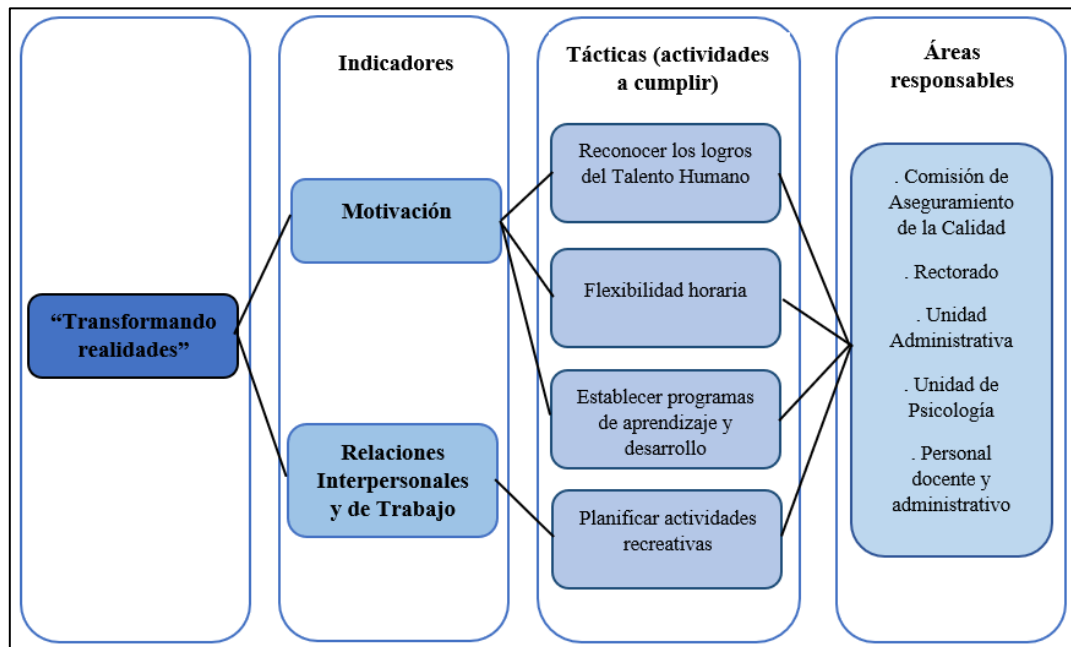 Indicadores
Tácticas (actividades
a cumplir)
Áreas
responsables
“Transformando
realidades”
Motivación
Relaciones
Interpersonales
y de Trabajo
Reconocer los logros
del Talento Humano
Flexibilidad horaria
Establecer programas
de aprendizaje y
desarrollo
Planificar actividades
recreativas
. Comisión de
Aseguramiento
de la Calidad
. Rectorado
. Unidad
Administrativa
. Unidad de
Psicología
. Personal
docente y
administrativo